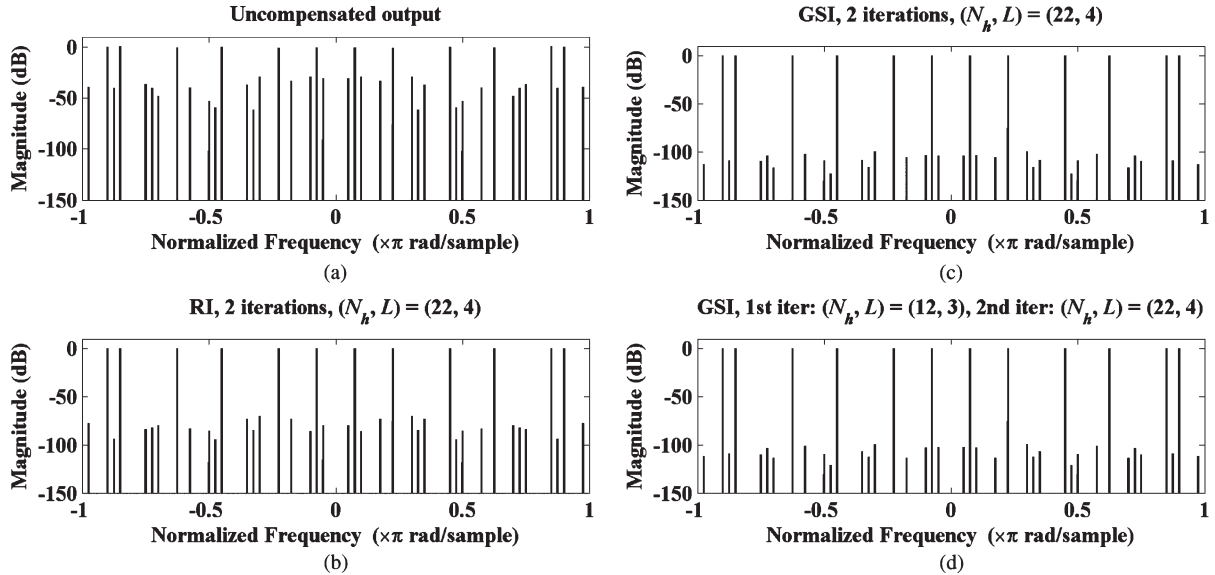 Uncompensated output
0
-50
-100
-150
Magnitude (dB)
-1
-0.5
0
0.5
1
Normalized Frequency (×π rad/sample)
(a)
RI, 2 iterations, (N_h, L) = (22, 4)
0
-50
-100
-150
Magnitude (dB)
-1
-0.5
0
0.5
1
Normalized Frequency (×π rad/sample)
(b)
GSI, 2 iterations, (N_h, L) = (22, 4)
0
-50
-100
-150
Magnitude (dB)
-1
-0.5
0
0.5
1
Normalized Frequency (×π rad/sample)
(c)
GSI, 1st iter: (N_h, L) = (12, 3), 2nd iter: (N_h, L) = (22, 4)
0
-50
-100
-150
Magnitude (dB)
-1
-0.5
0
0.5
1
Normalized Frequency (×π rad/sample)
(d)